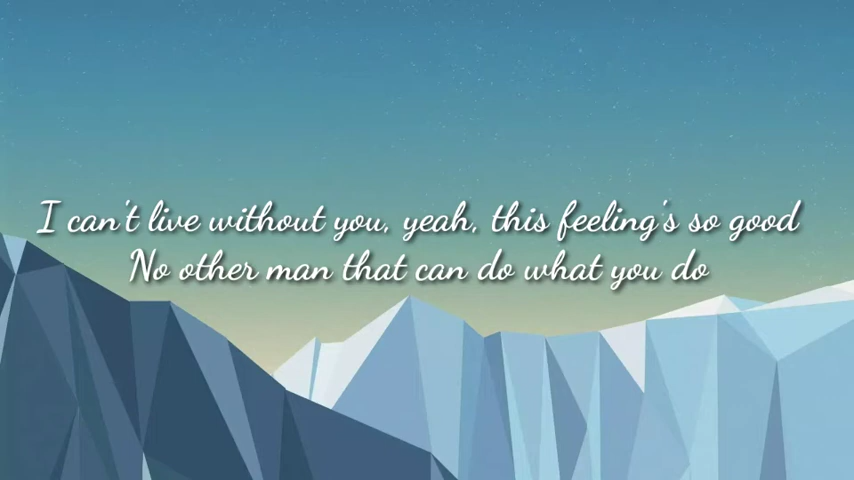 I can't live without you, yeah, this feeling's so good
No other man that can do what you do